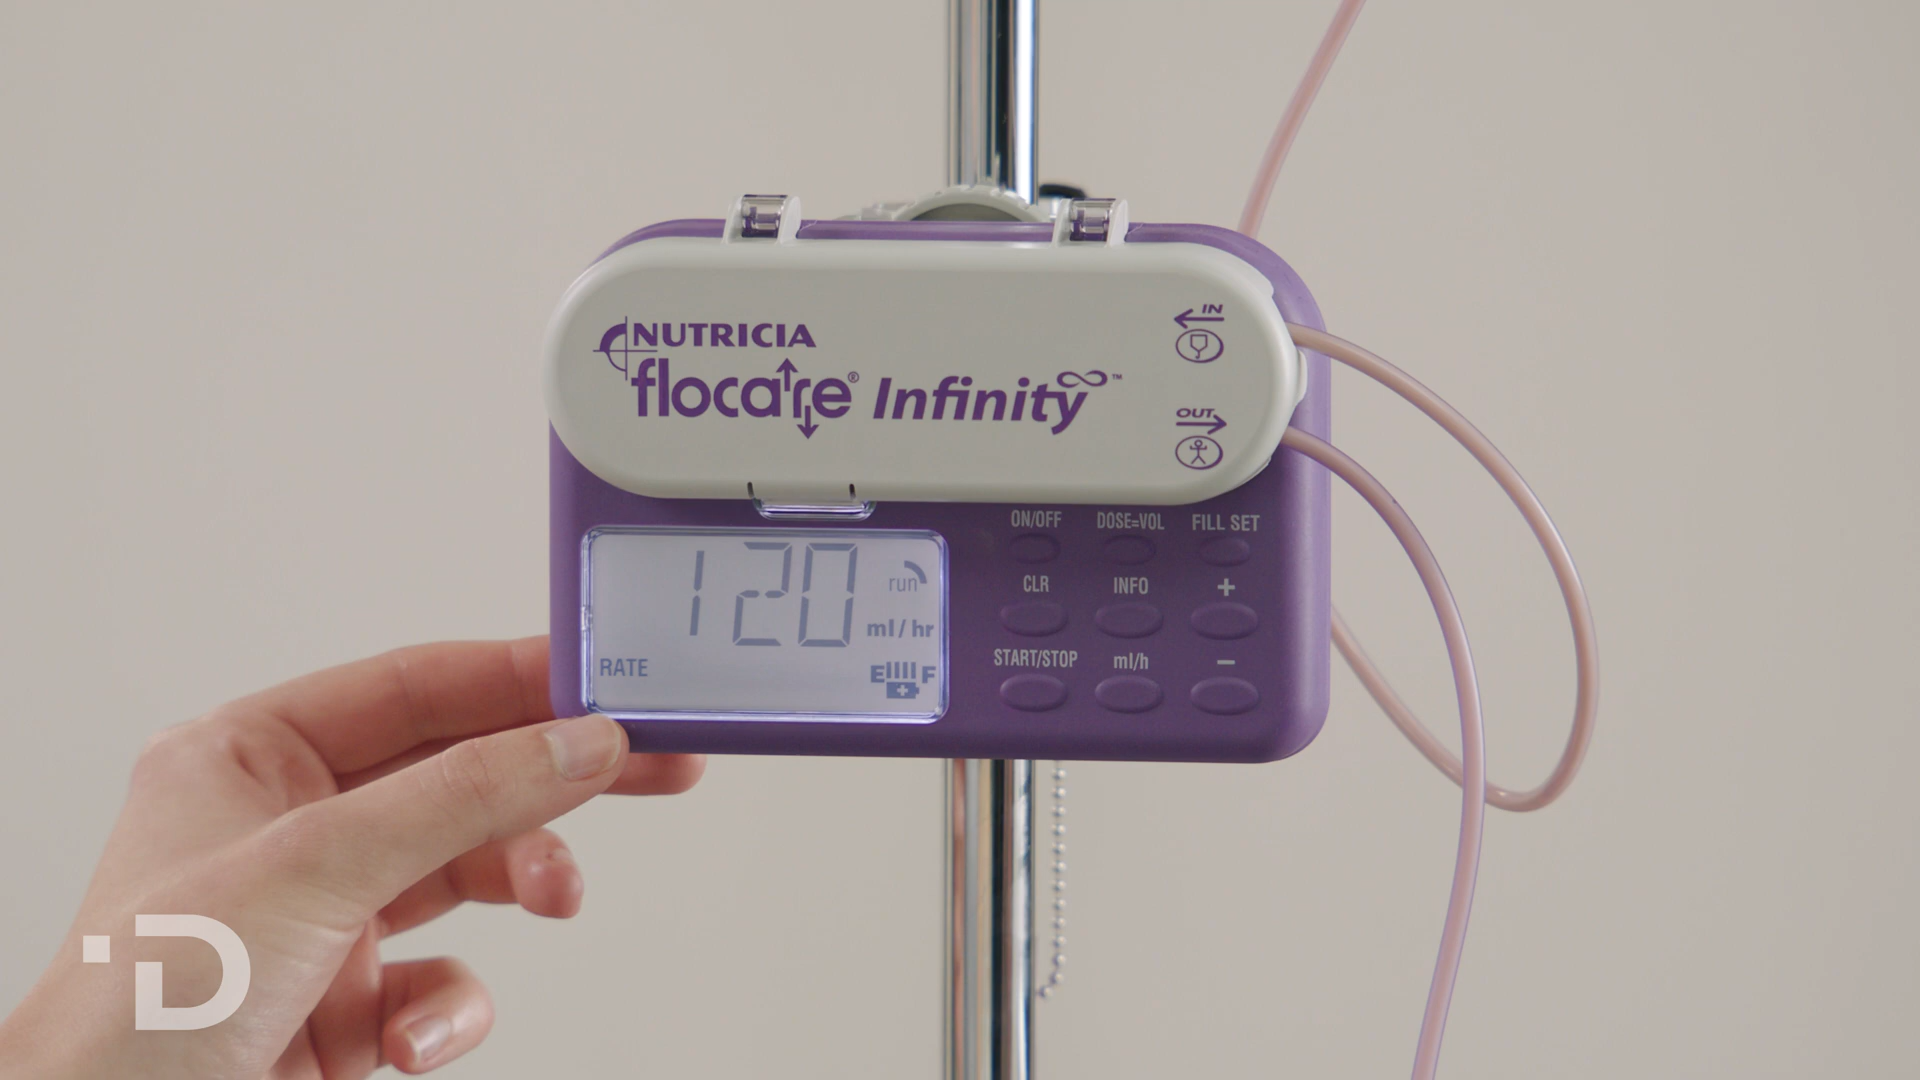 NUTRICIA
flocare® Infinity™
IN
OUT
ON/OFF DOSE=VOL FILL SET
120 run
ml/hr
CLR INFO +
RATE
E F
START/STOP ml/h −
D